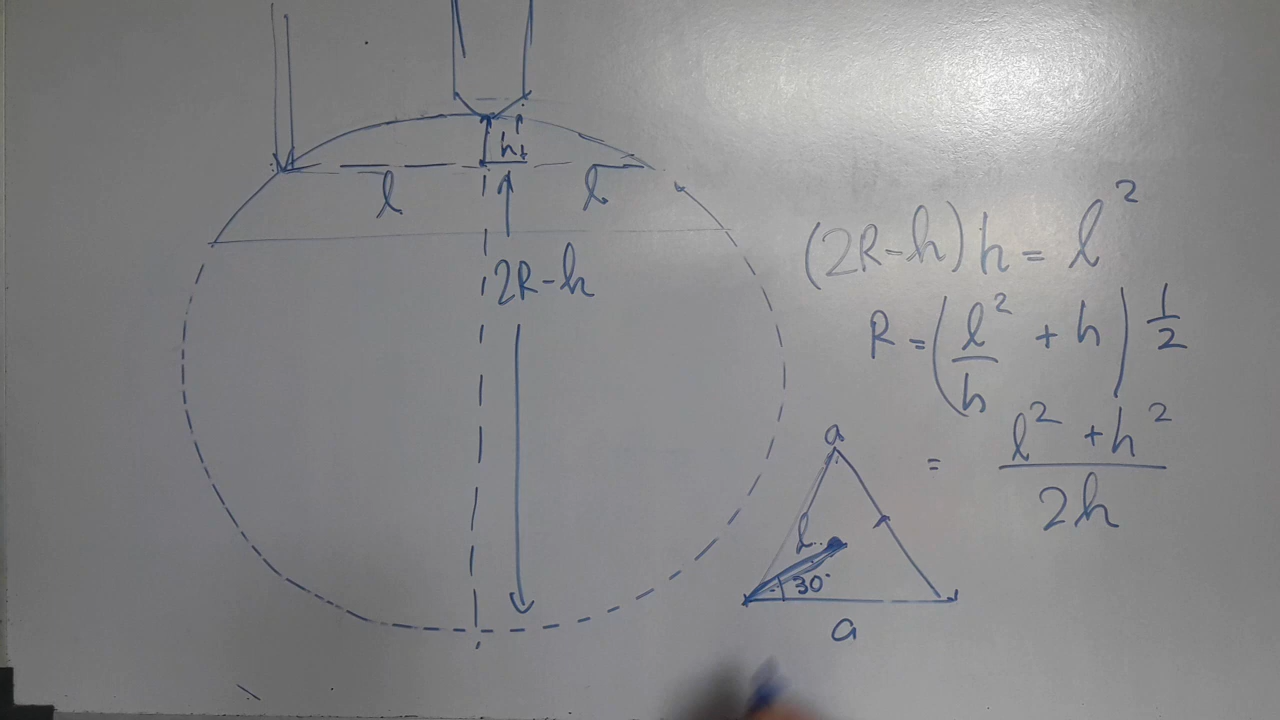 h
l l
2R-h
(2R-h) h = l²
R = (l²/h + h) 1/2
= l² + h² / 2h
a
l
30°
a